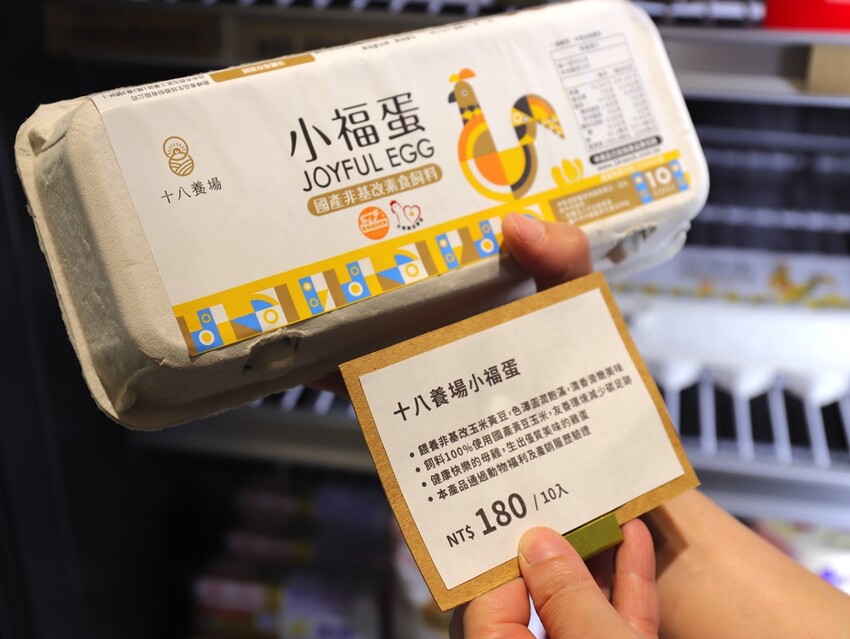 小福蛋
JOYFUL EGG
國產非基改素食飼料
十八養場
10
EGGS
十八養場小福蛋
• 餵養非基改玉米黃豆，色澤圓潤飽滿，清香滑嫩美味
• 飼料100%使用國產黃豆玉米，友善環境減少碳足跡
• 健康快樂的母雞，生出優質美味的雞蛋
• 本產品通過動物福利及產銷履歷驗證
NT$ 180 / 10入